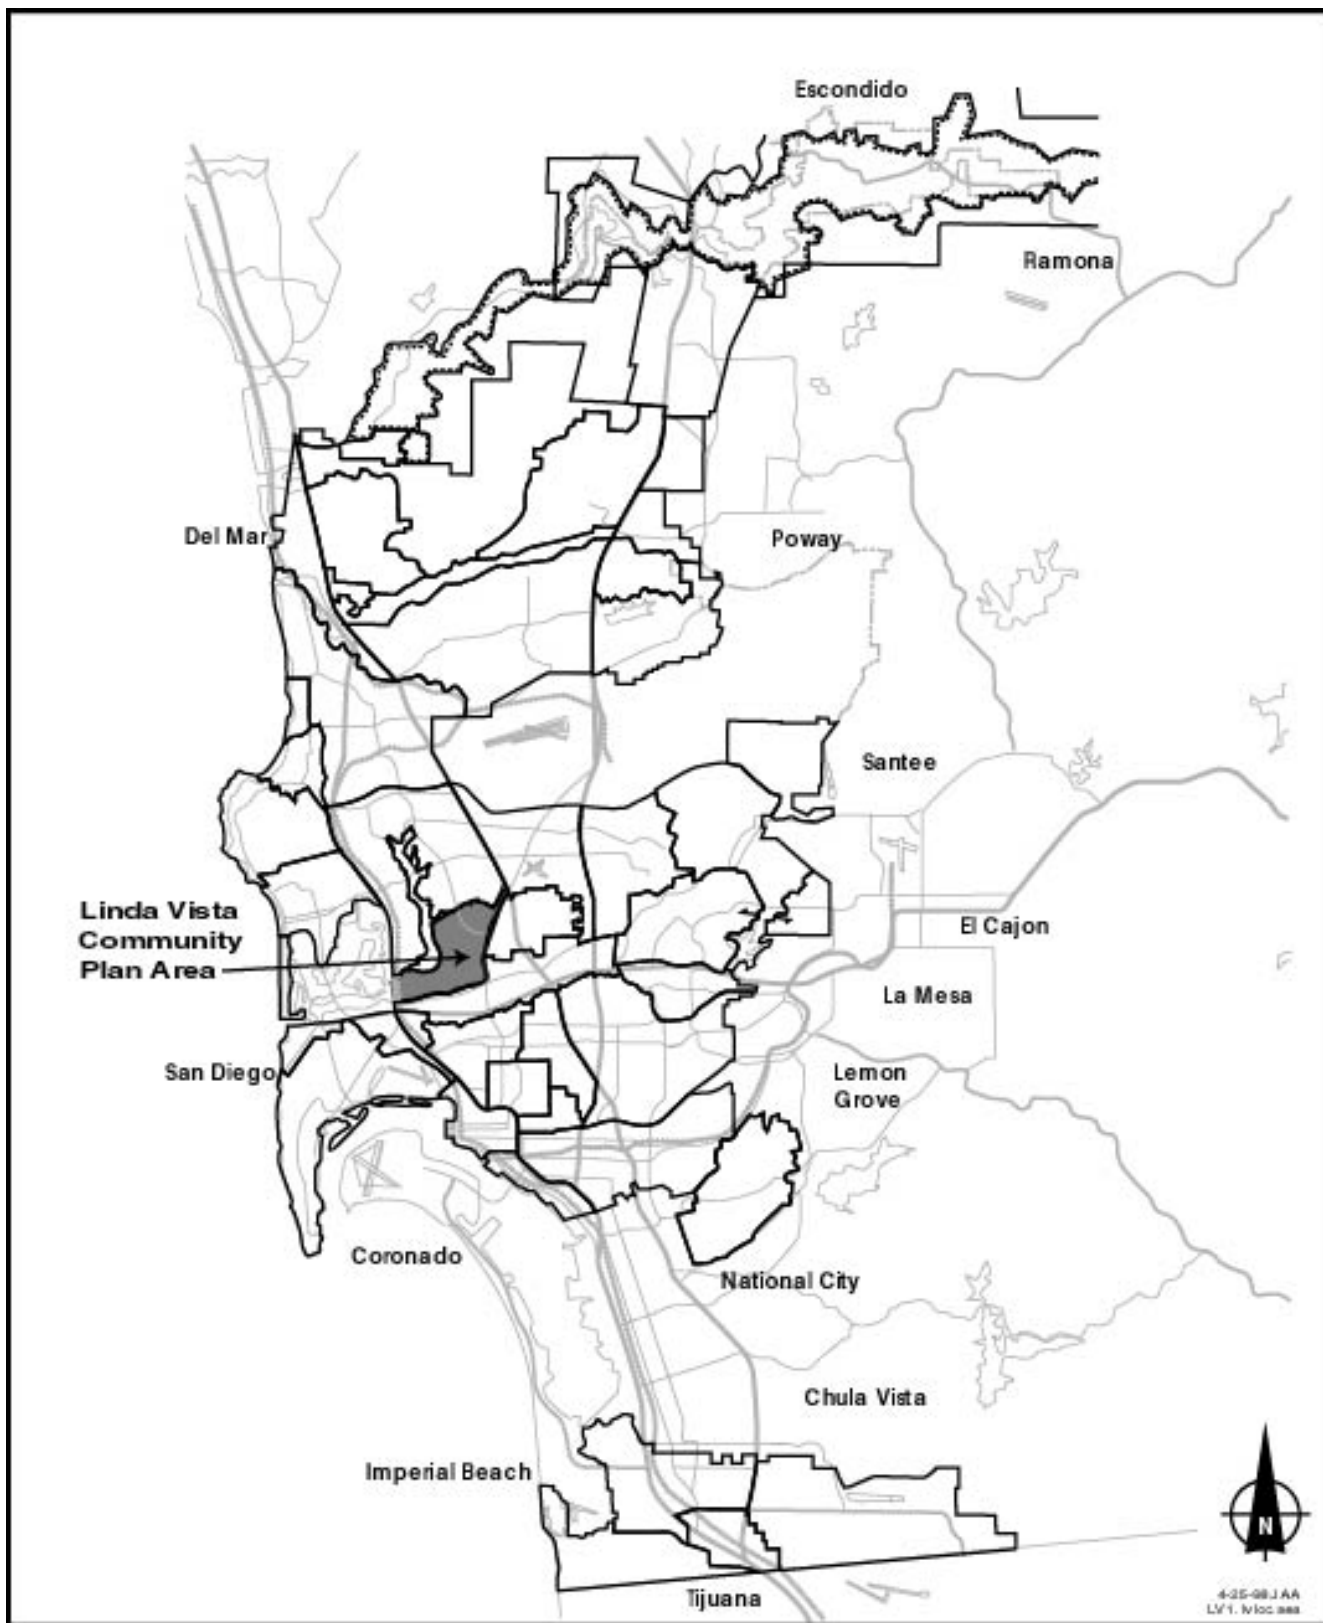 Escondido
Ramona
Del Mar
Poway
Santee
Linda Vista
Community
Plan Area
El Cajon
La Mesa
San Diego
Lemon
Grove
Coronado
National City
Chula Vista
Imperial Beach
N
Tijuana